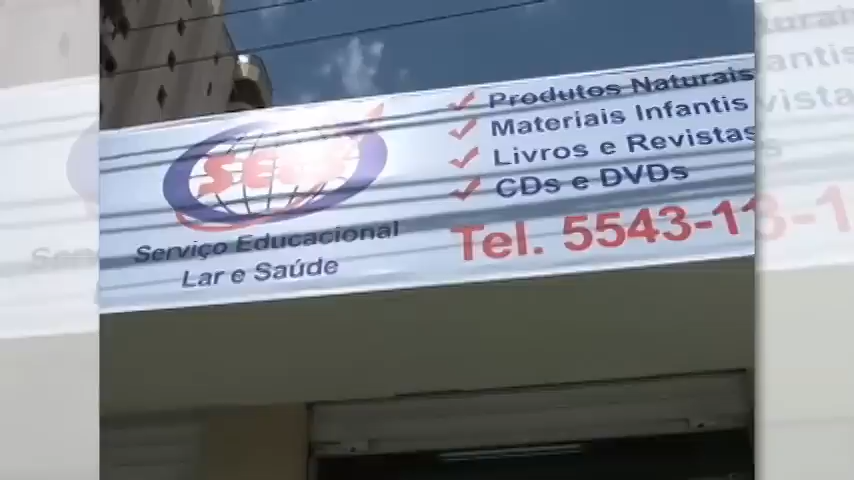 SELS
Serviço Educacional
Lar e Saúde
Produtos Naturais
Materiais Infantis
Livros e Revistas
CDs e DVDs
Tel. 5543-1